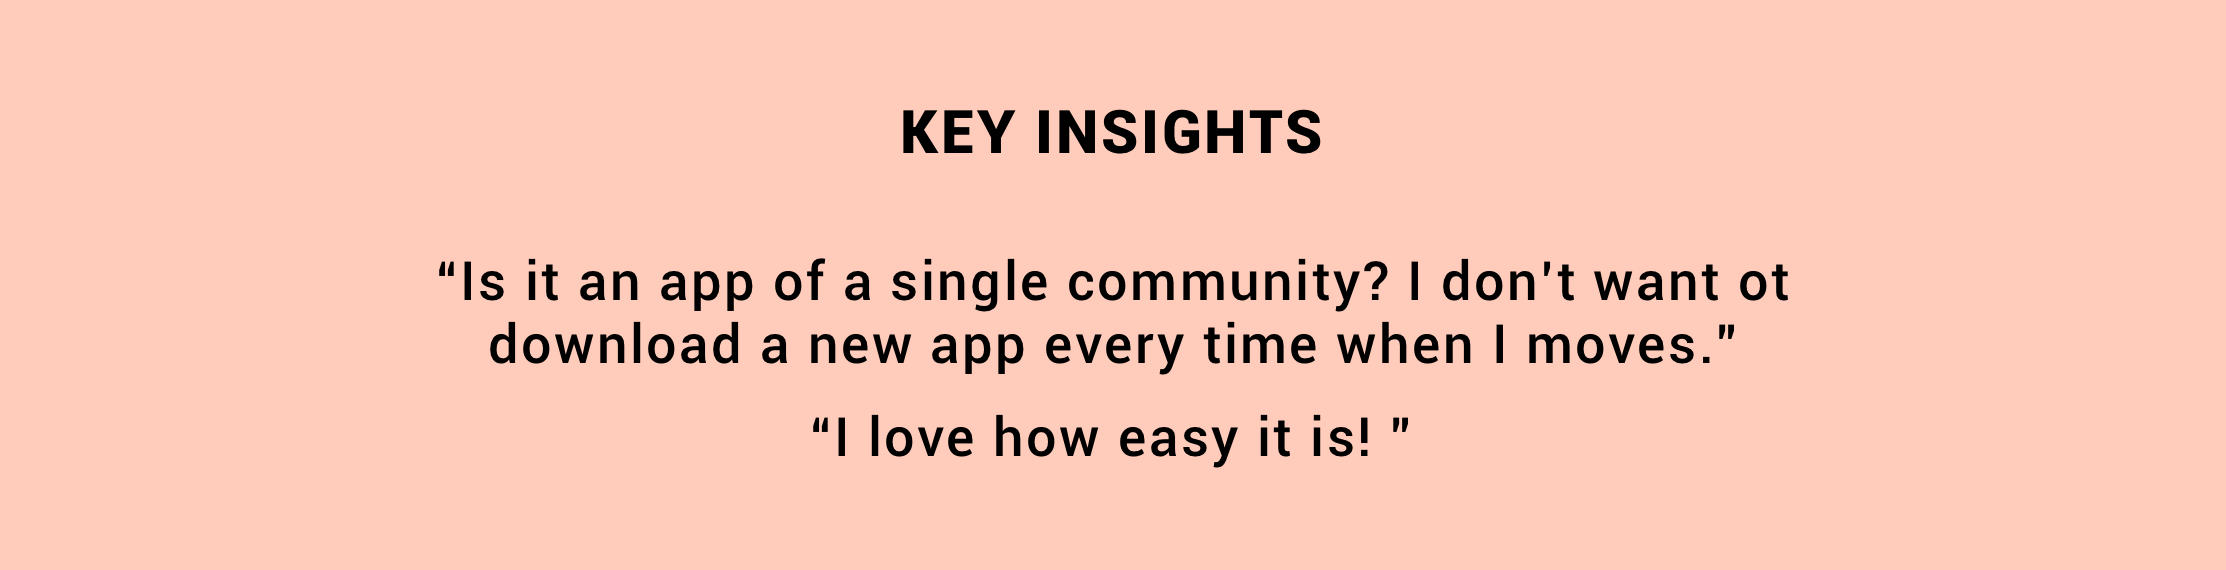 KEY INSIGHTS
“Is it an app of a single community? I don't want ot
download a new app every time when I moves.”
“I love how easy it is! ”